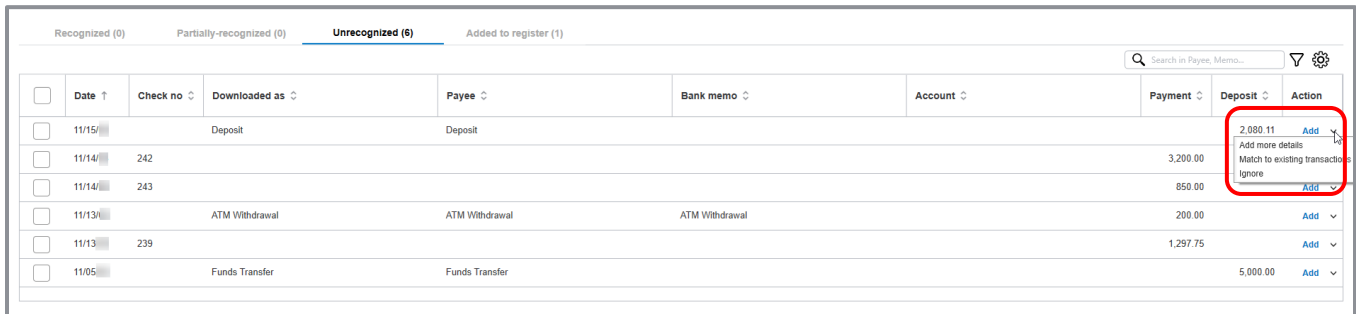 Recognized (0) Partially-recognized (0) Unrecognized (6) Added to register (1)
Search in Payee, Memo...
Date Check no Downloaded as Payee Bank memo Account Payment Deposit Action
11/15/ Deposit Deposit 2,080.11 Add
Add more details
11/14/ 242 3,200.00
Match to existing transactions
Ignore
11/14/ 243 850.00 Add
11/13/ ATM Withdrawal ATM Withdrawal ATM Withdrawal 200.00 Add
11/13 239 1,297.75 Add
11/05 Funds Transfer Funds Transfer 5,000.00 Add